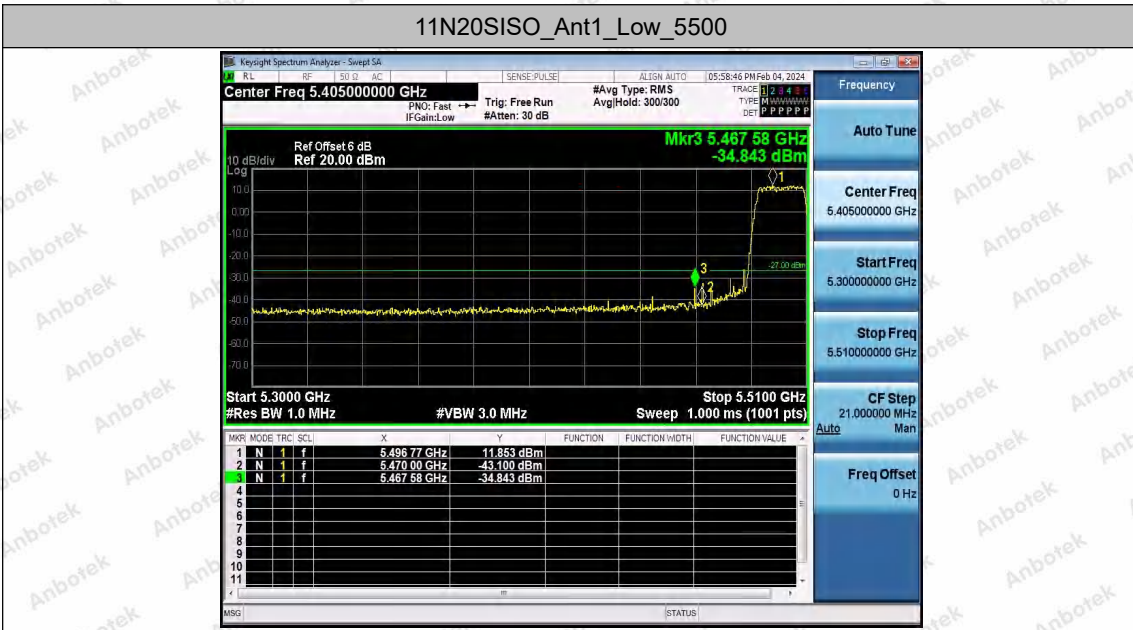 11N20SISO_Ant1_Low_5500
Keysight Spectrum Analyzer - Swept SA
RL RF 50 Ω AC SENSE:PULSE ALIGN AUTO 05:58:46 PM Feb 04, 2024
Center Freq 5.405000000 GHz
PNO: Fast
IFGain:Low
Trig: Free Run
#Atten: 30 dB
#Avg Type: RMS
Avg|Hold: 300/300
TRACE 1 2 3 4 5 6
TYPE M W W W W W
DET P P P P P P
Frequency
Auto Tune
Center Freq
5.405000000 GHz
Start Freq
5.300000000 GHz
Stop Freq
5.510000000 GHz
CF Step
21.000000 MHz
Auto Man
Freq Offset
0 Hz
Mkr3 5.467 58 GHz
-34.843 dBm
Ref Offset 6 dB
10 dB/div Ref 20.00 dBm
Log
10.0
0.00
-10.0
-20.0
-30.0
-40.0
-50.0
-60.0
-70.0
1
-27.00 dBm
3
2
Start 5.3000 GHz Stop 5.5100 GHz
#Res BW 1.0 MHz #VBW 3.0 MHz Sweep 1.000 ms (1001 pts)
MKR MODE TRC SCL X Y FUNCTION FUNCTION WIDTH FUNCTION VALUE
1 N 1 f 5.496 77 GHz 11.853 dBm
2 N 1 f 5.470 00 GHz -43.100 dBm
3 N 1 f 5.467 58 GHz -34.843 dBm
4
5
6
7
8
9
10
11
MSG STATUS
Anbotek